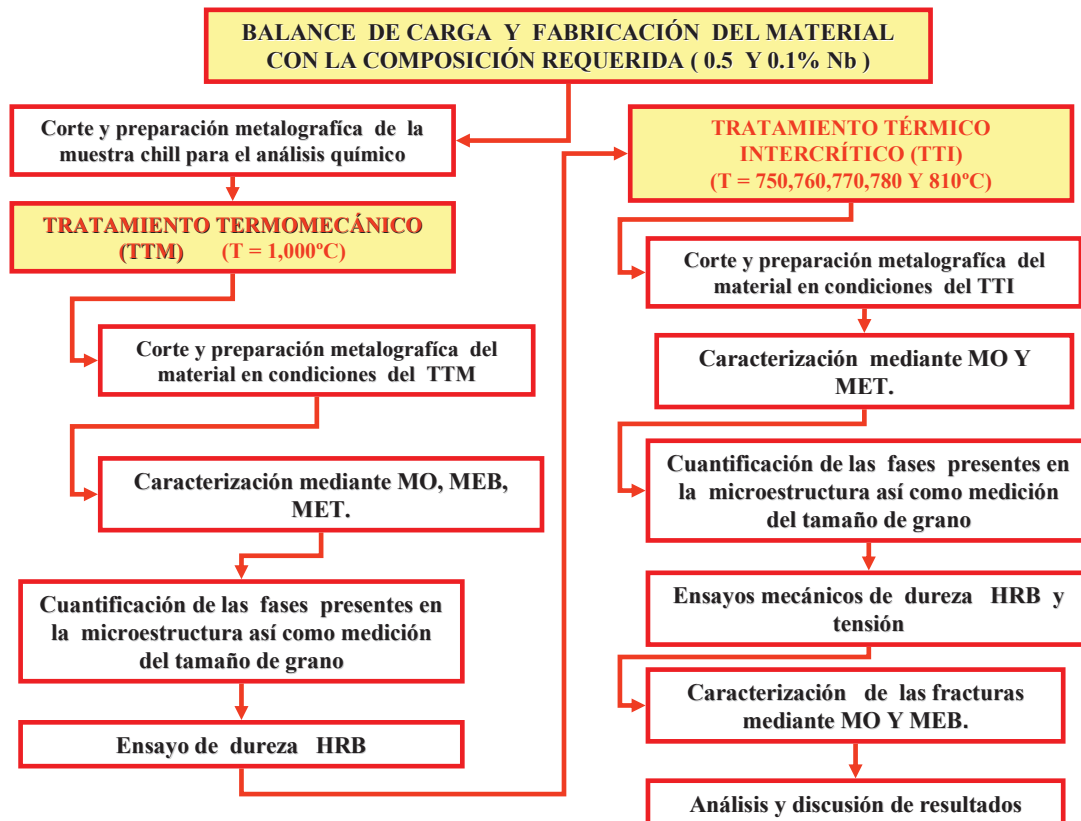 BALANCE DE CARGA Y FABRICACIÓN DEL MATERIAL
CON LA COMPOSICIÓN REQUERIDA ( 0.5 Y 0.1% Nb )
Corte y preparación metalografíca de la
muestra chill para el análisis químico
TRATAMIENTO TERMOMECÁNICO
(TTM) (T = 1,000ºC)
Corte y preparación metalografíca del
material en condiciones del TTM
Caracterización mediante MO, MEB,
MET.
Cuantificación de las fases presentes en
la microestructura así como medición
del tamaño de grano
Ensayo de dureza HRB
TRATAMIENTO TÉRMICO
INTERCRÍTICO (TTI)
(T = 750,760,770,780 Y 810ºC)
Corte y preparación metalografíca del
material en condiciones del TTI
Caracterización mediante MO Y
MET.
Cuantificación de las fases presentes en
la microestructura así como medición
del tamaño de grano
Ensayos mecánicos de dureza HRB y
tensión
Caracterización de las fracturas
mediante MO Y MEB.
Análisis y discusión de resultados